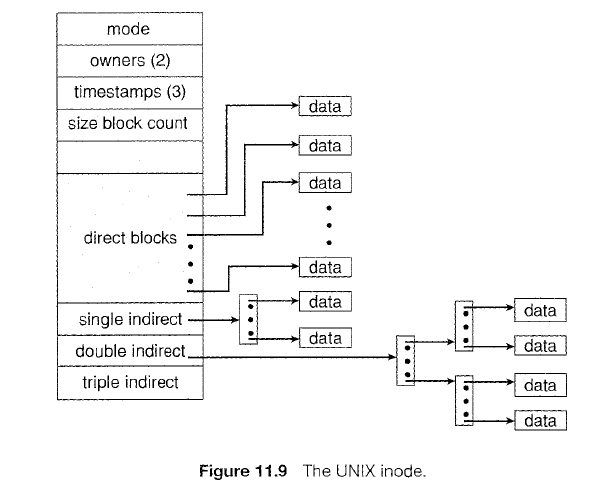 mode
owners (2)
timestamps (3)
size block count
direct blocks
single indirect
double indirect
triple indirect
data
data
data
data
data
data
data
data
data
data
Figure 11.9 The UNIX inode.